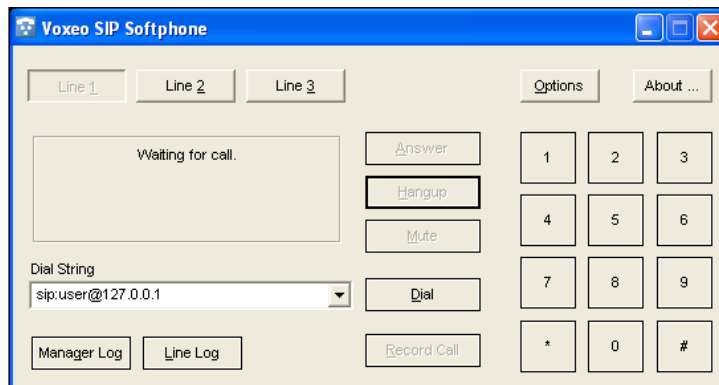 Voxeo SIP Softphone
Line 1 Line 2 Line 3 Options About ...
Waiting for call.
Answer
Hangup
Mute
1 2 3
4 5 6
7 8 9
* 0 #
Dial String
sip:user@127.0.0.1
Dial
Manager Log Line Log Record Call